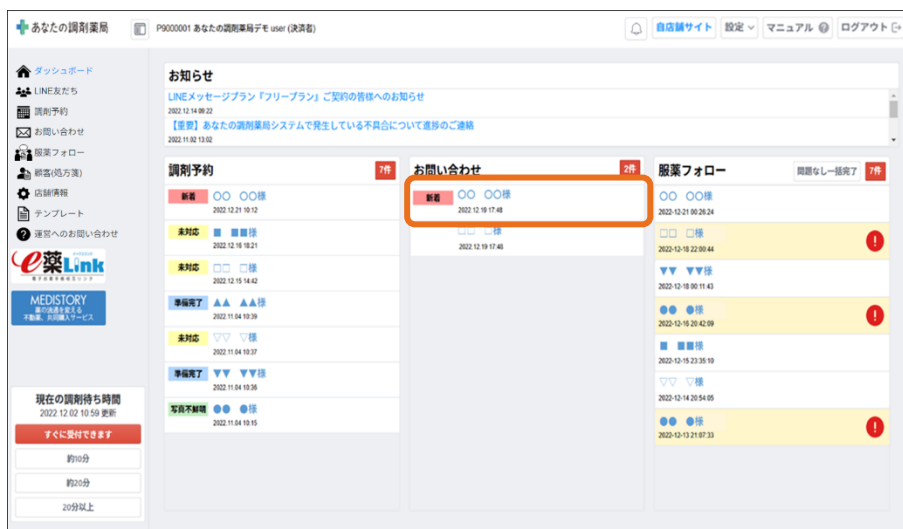 あなたの調剤薬局
P9000001 あなたの調剤薬局デモ user (決済者)
自店舗サイト
設定
マニュアル
ログアウト
ダッシュボード
LINE友だち
調剤予約
お問い合わせ
服薬フォロー
顧客(処方箋)
店舗情報
テンプレート
運営へのお問い合わせ
e薬Link
MEDISTORY
薬の流通を変える
不動産、共同購入サービス
現在の調剤待ち時間
2022.12.02 10:59 更新
すぐに受付できます
約10分
約20分
20分以上
お知らせ
LINEメッセージプラン『フリープラン』ご契約の皆様へのお知らせ
2022.12.14 08:22
【重要】あなたの調剤薬局システムで発生している不具合について進捗のご連絡
2022.11.02 13:02
調剤予約 7件
新着 〇〇 〇〇様
2022.12.21 10:12
未対応 ■ ■■様
2022.12.16 18:21
未対応 □□ □様
2022.12.15 14:42
準備完了 ▲▲ ▲▲様
2022.11.04 10:39
未対応 ▽▽ ▽様
2022.11.04 10:37
準備完了 ▼▼ ▼▼様
2022.11.04 10:36
写真不鮮明 ●● ●様
2022.11.04 10:15
お問い合わせ 2件
新着 〇〇 〇〇様
2022.12.19 17:48
□□ □様
2022.12.19 17:40
服薬フォロー 問題なし一括完了 7件
〇〇 〇〇様
2022-12-21 00:26:24
□□ □様
2022-12-18 22:00:44
▼▼ ▼▼様
2022-12-18 00:11:43
●● ●様
2022-12-16 20:42:09
■ ■■様
2022-12-15 23:35:10
▽▽ ▽様
2022-12-14 20:54:05
●● ●様
2022-12-13 21:07:33